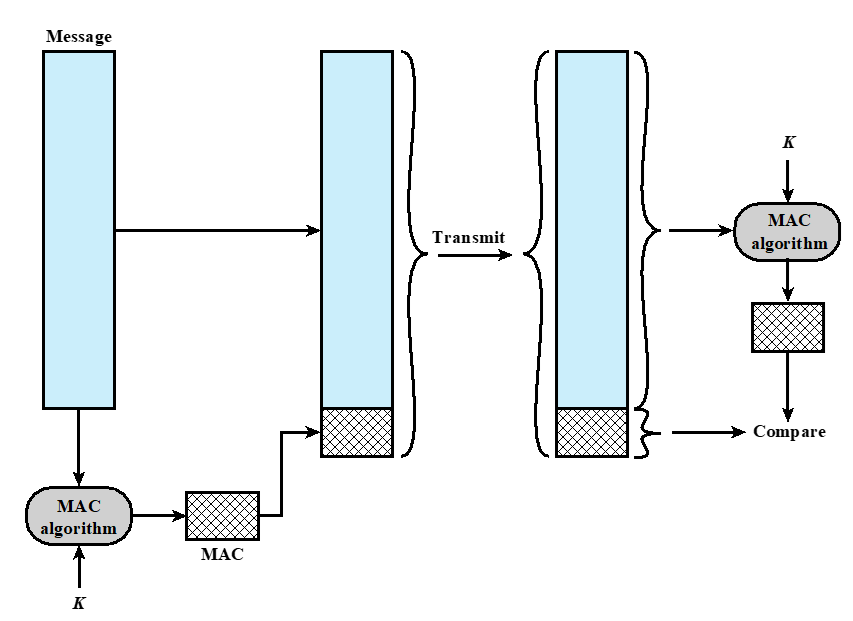 Message
K
MAC
algorithm
Transmit
Compare
MAC
algorithm
MAC
K